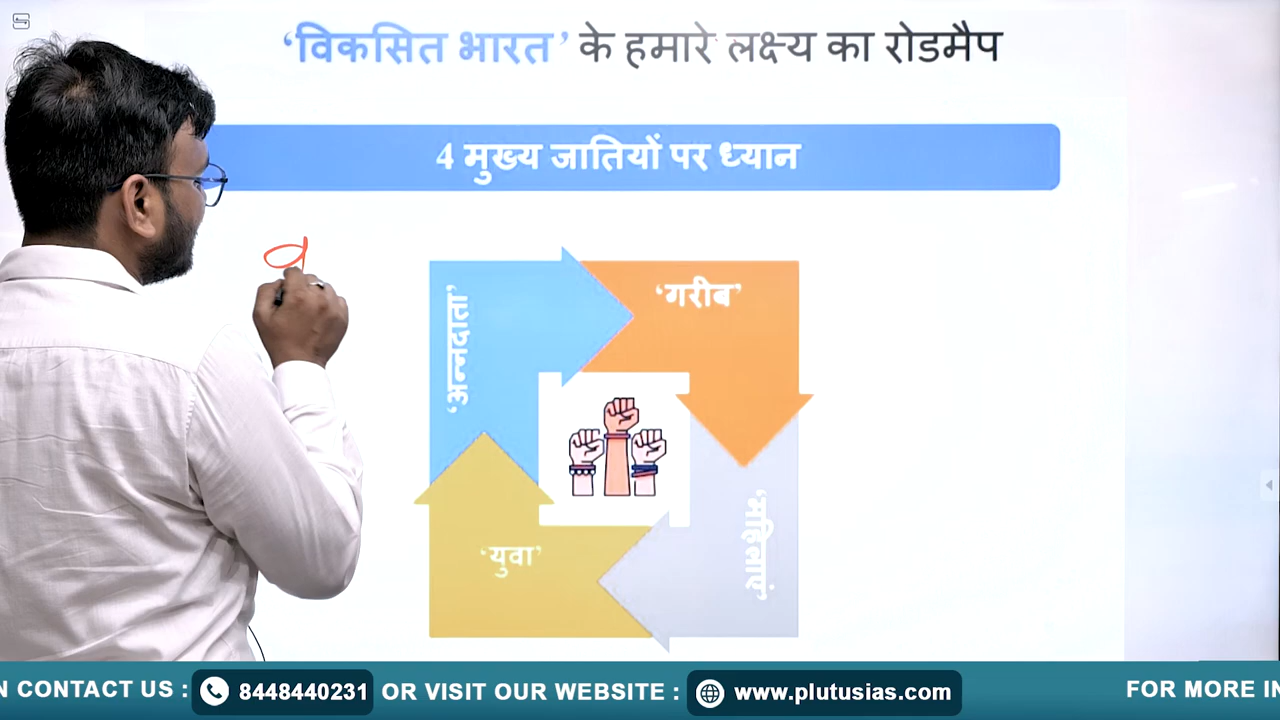 ‘विकसित भारत’ के हमारे लक्ष्य का रोडमैप
4 मुख्य जातियों पर ध्यान
‘अन्नदाता’
‘गरीब’
‘महिलाएं’
‘युवा’
N CONTACT US : 8448440231 OR VISIT OUR WEBSITE : www.plutusias.com FOR MORE IN